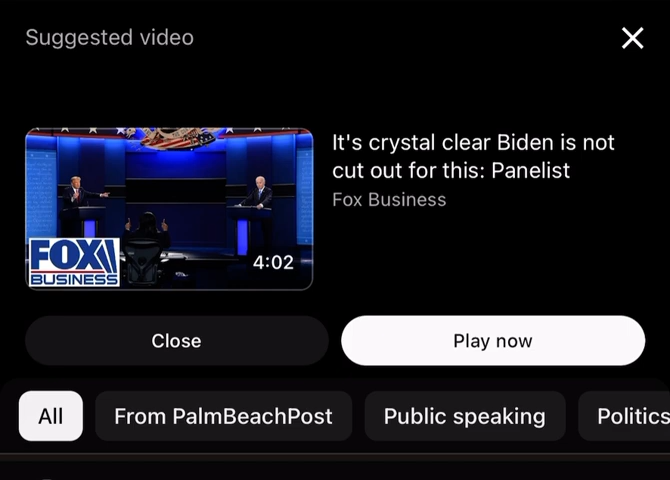 Suggested video
It's crystal clear Biden is not
cut out for this: Panelist
Fox Business
FOX
BUSINESS
4:02
Close
Play now
All
From PalmBeachPost
Public speaking
Politics